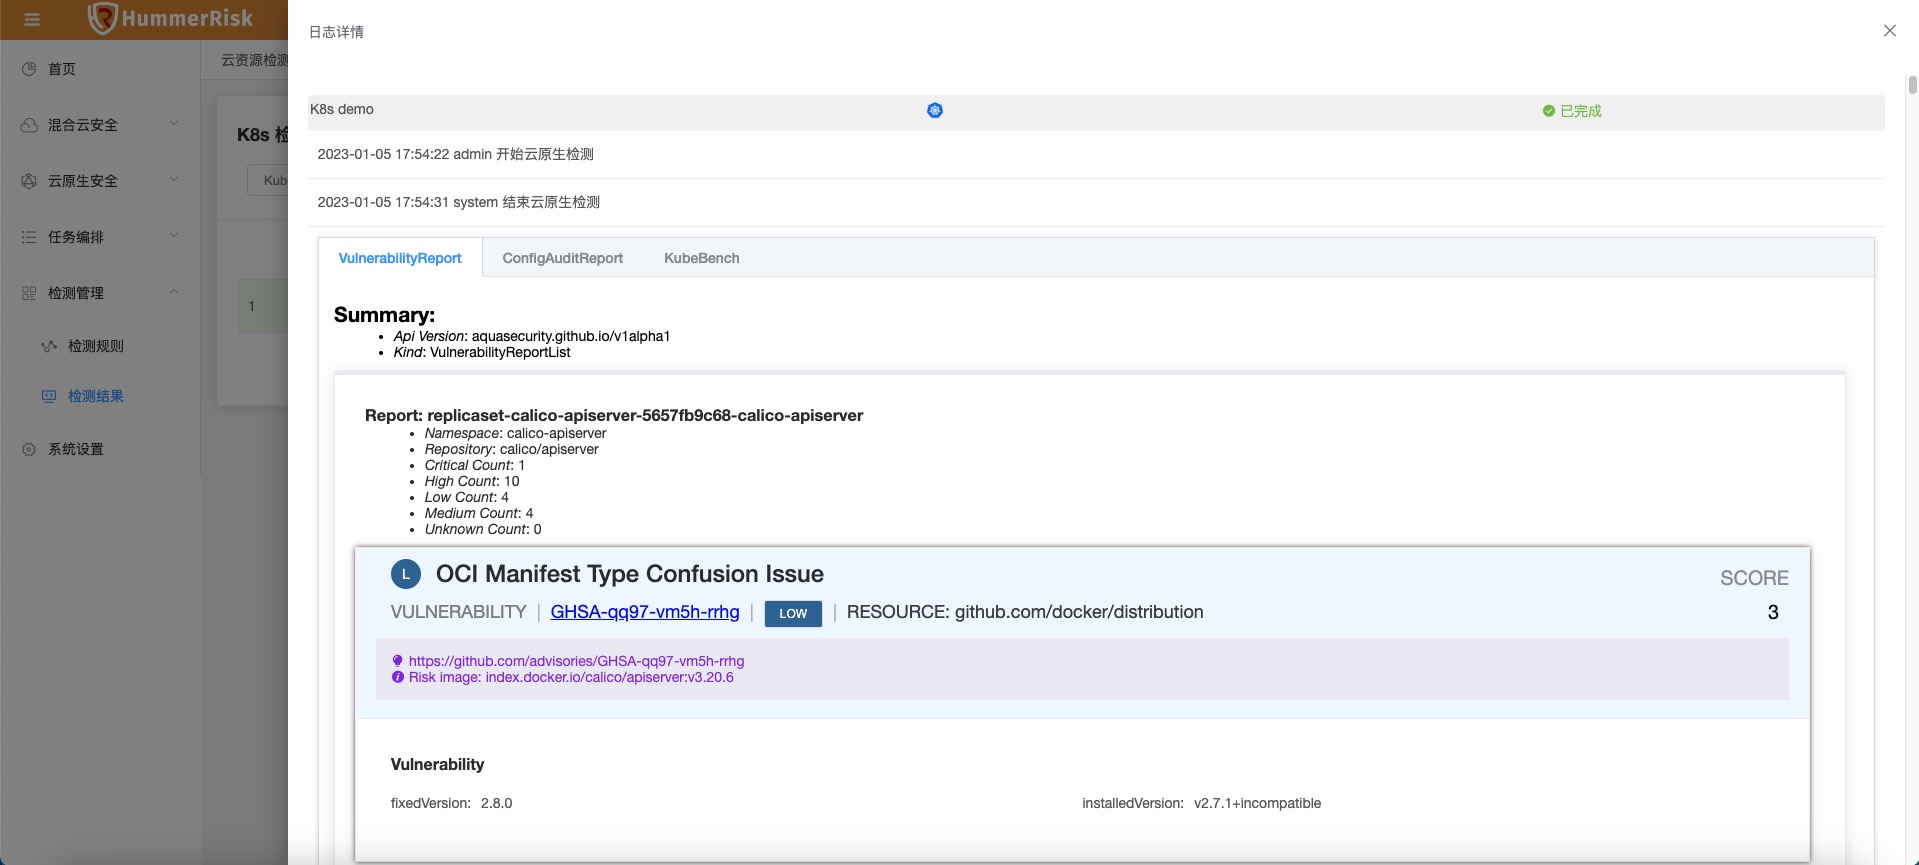 HummerRisk
首页
混合云安全
云原生安全
任务编排
检测管理
检测规则
检测结果
系统设置
云资源检测
K8s 检
Kub
1
日志详情
K8s demo
已完成
2023-01-05 17:54:22 admin 开始云原生检测
2023-01-05 17:54:31 system 结束云原生检测
VulnerabilityReport ConfigAuditReport KubeBench
Summary:
• Api Version: aquasecurity.github.io/v1alpha1
• Kind: VulnerabilityReportList
Report: replicaset-calico-apiserver-5657fb9c68-calico-apiserver
• Namespace: calico-apiserver
• Repository: calico/apiserver
• Critical Count: 1
• High Count: 10
• Low Count: 4
• Medium Count: 4
• Unknown Count: 0
L OCI Manifest Type Confusion Issue
SCORE
VULNERABILITY | GHSA-qq97-vm5h-rrhg | LOW | RESOURCE: github.com/docker/distribution
3
https://github.com/advisories/GHSA-qq97-vm5h-rrhg
Risk image: index.docker.io/calico/apiserver:v3.20.6
Vulnerability
fixedVersion: 2.8.0
installedVersion: v2.7.1+incompatible